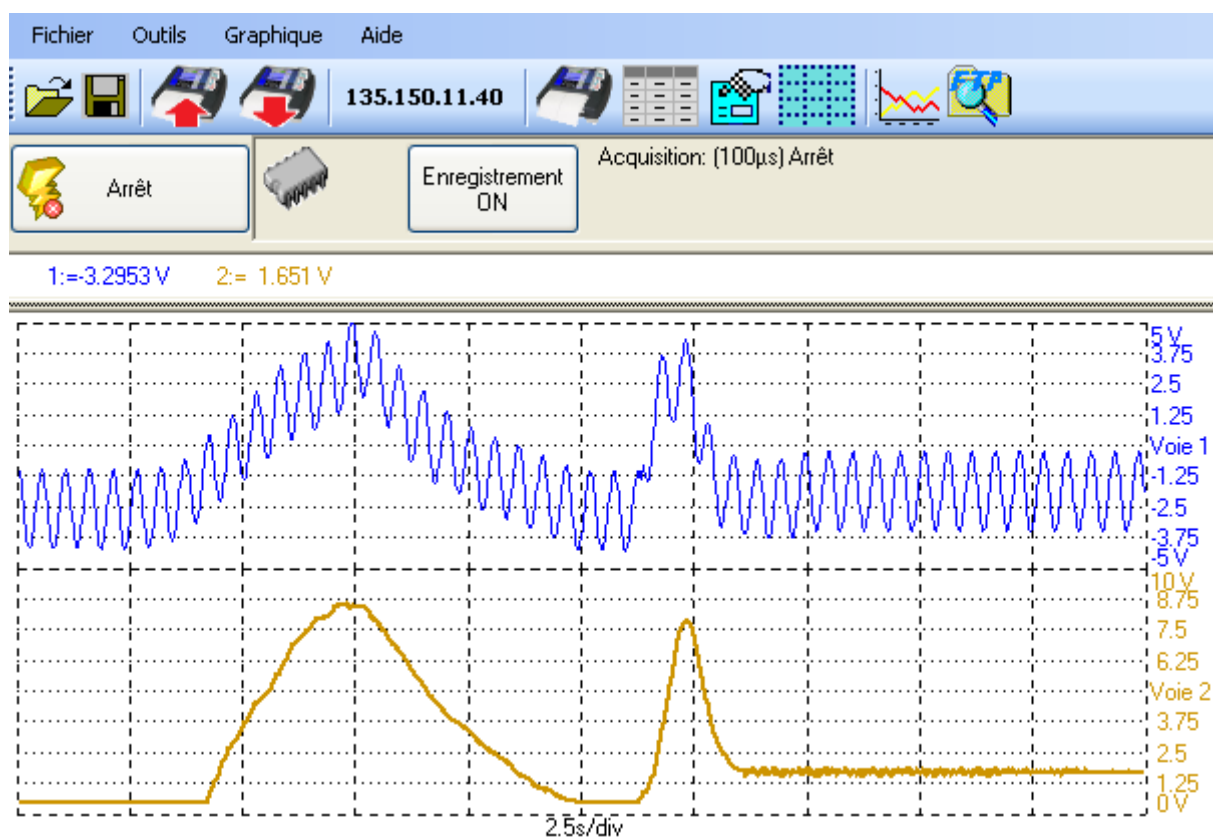 Fichier Outils Graphique Aide
135.150.11.40
FTP
Arrêt
Enregistrement
ON
Acquisition: (100µs) Arrêt
1:=-3.2953 V 2:= 1.651 V
5 V
3.75
2.5
1.25
Voie 1
-1.25
-2.5
-3.75
-5 V
10 V
8.75
7.5
6.25
Voie 2
3.75
2.5
1.25
0 V
2.5s/div